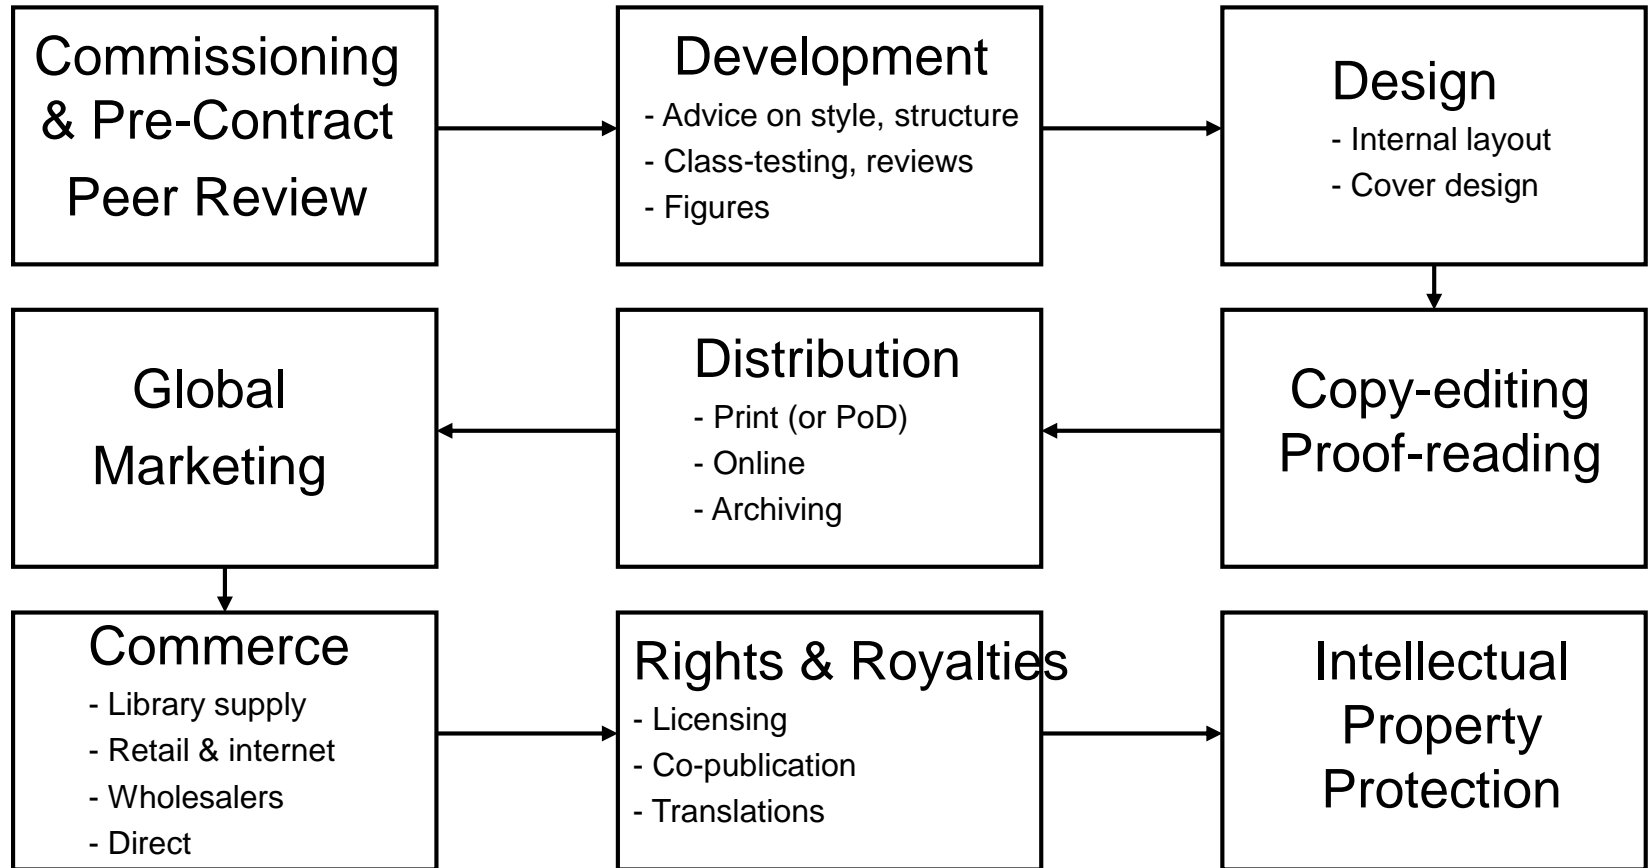 Commissioning
& Pre-Contract
Peer Review
Development
- Advice on style, structure
- Class-testing, reviews
- Figures
Design
- Internal layout
- Cover design
Global
Marketing
Distribution
- Print (or PoD)
- Online
- Archiving
Copy-editing
Proof-reading
Commerce
- Library supply
- Retail & internet
- Wholesalers
- Direct
Rights & Royalties
- Licensing
- Co-publication
- Translations
Intellectual
Property
Protection